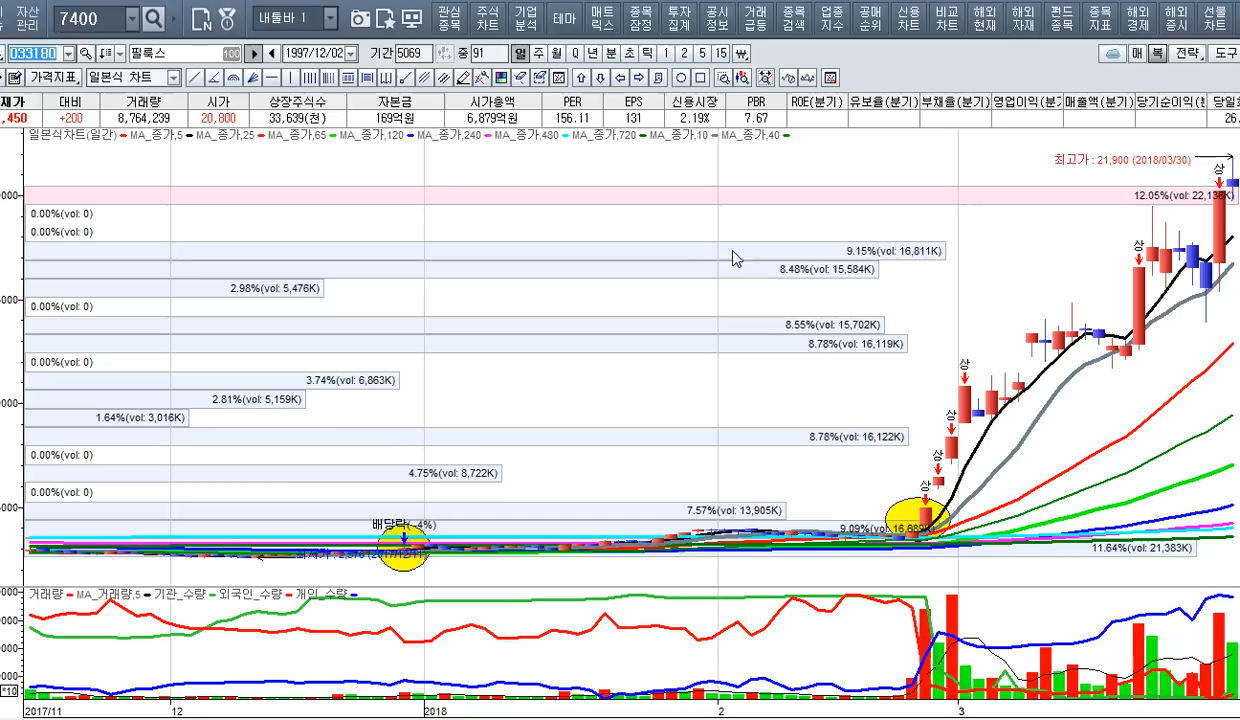 자산 관리 7400 내툴바 1 관심 종목 주식 차트 기업 분석 테마 매트 릭스 종목 잠정 투자 집계 공시 정보 거래 등급 종목 검색 업종 지수 공매 순위 신용 차트 비교 차트 해외 현재 해외 자재 펀드 종목 종목 지표 해외 경제 해외 증시 선물 차트
033180 필룩스 100 1997/12/02 기간 5069 중 91 일 주 월 Q 년 분 초 틱 1 2 5 15 ₩ 매 복 전략 도구
가격지표 일본식 차트
재가 대비 거래량 시가 상장주식수 자본금 시가총액 PER EPS 신용시장 PBR ROE(분기) 유보율(분기) 부채율(분기) 영업이익(분 매출액(분기) 당기순이익(분 당일
,450 +200 8,764,239 20,800 33,639(천) 169억원 6,879억원 156.11 131 2.19% 7.67 26.
일본식차트(일간) MA_종가,5 MA_종가,25 MA_종가,65 MA_종가,120 MA_종가,240 MA_종가,480 MA_종가,720 MA_종가,10 MA_종가,40
최고가 : 21,900 (2018/03/30)
상
0000 12.05%(vol: 22,136K)
0.00%(vol: 0)
0.00%(vol: 0)
상
9.15%(vol: 16,811K)
8.48%(vol: 15,584K)
2.98%(vol: 5,476K)
5000
0.00%(vol: 0)
8.55%(vol: 15,702K)
8.78%(vol: 16,119K)
0.00%(vol: 0)
상
3.74%(vol: 6,863K)
2.81%(vol: 5,159K)
0000
1.64%(vol: 3,016K)
상
8.78%(vol: 16,122K)
0.00%(vol: 0)
상
4.75%(vol: 8,722K)
상
0.00%(vol: 0)
5000
7.57%(vol: 13,905K)
배당락(-4%)
9.09%(vol: 16,689K)
11.64%(vol: 21,383K)
거래량 MA_거래량,5 기관_수량 외국인_수량 개인_수량
0000
0000
0000
*10
2017/11 12 2018 2 3